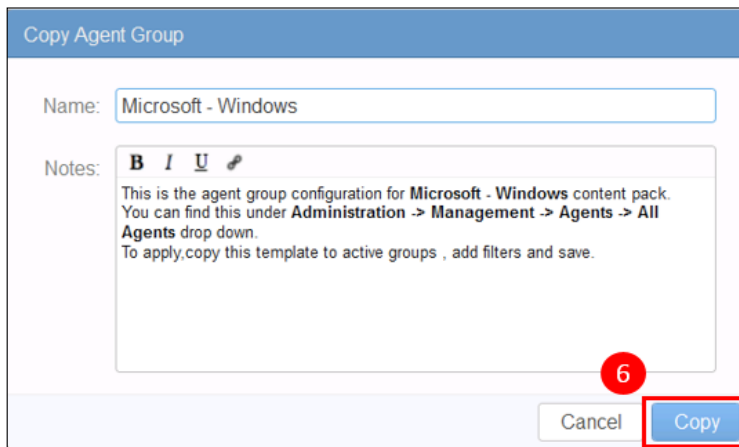 Copy Agent Group
Name:
Microsoft - Windows
Notes:
B I U
This is the agent group configuration for Microsoft - Windows content pack.
You can find this under Administration -> Management -> Agents -> All
Agents drop down.
To apply,copy this template to active groups , add filters and save.
6
Cancel
Copy